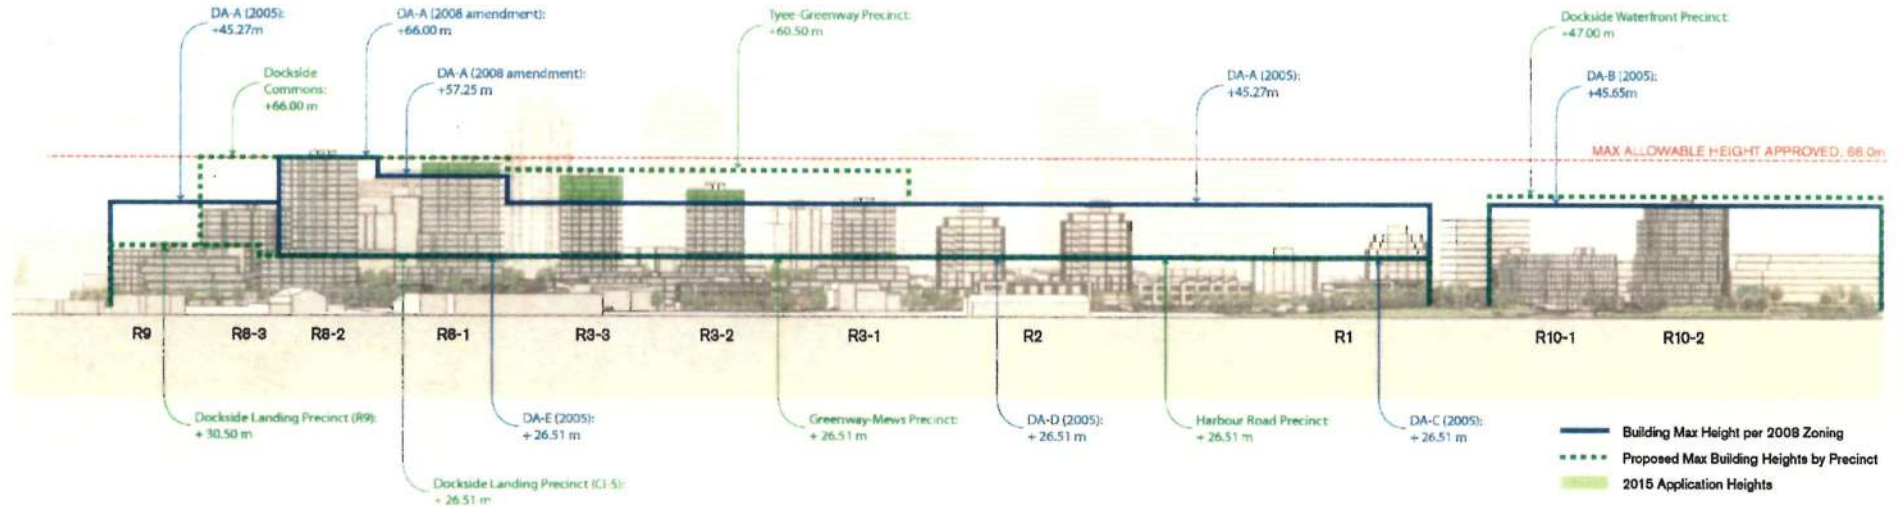 DA-A (2005):
+45.27m
DA-A (2008 amendment):
+66.00m
Tyee-Greenway Precinct:
+60.50 m
Dockside Waterfront Precinct:
+47.00 m
Dockside
Commons:
+66.00 m
DA-A (2008 amendment):
+57.25 m
DA-A (2005):
+45.27m
DA-B (2005):
+45.65m
MAX ALLOWABLE HEIGHT APPROVED, 66.0m
R9
R8-3
R8-2
R8-1
R3-3
R3-2
R3-1
R2
R1
R10-1
R10-2
Dockside Landing Precinct (R9):
+ 30.50 m
DA-E (2005):
+ 26.51 m
Greenway-Mews Precinct:
+ 26.51 m
DA-D (2005):
+ 26.51 m
Harbour Road Precinct
+ 26.51 m
DA-C (2005):
+ 26.51 m
Dockside Landing Precinct (CI-5):
+ 26.51 m
Building Max Height per 2008 Zoning
Proposed Max Building Heights by Precinct
2015 Application Heights